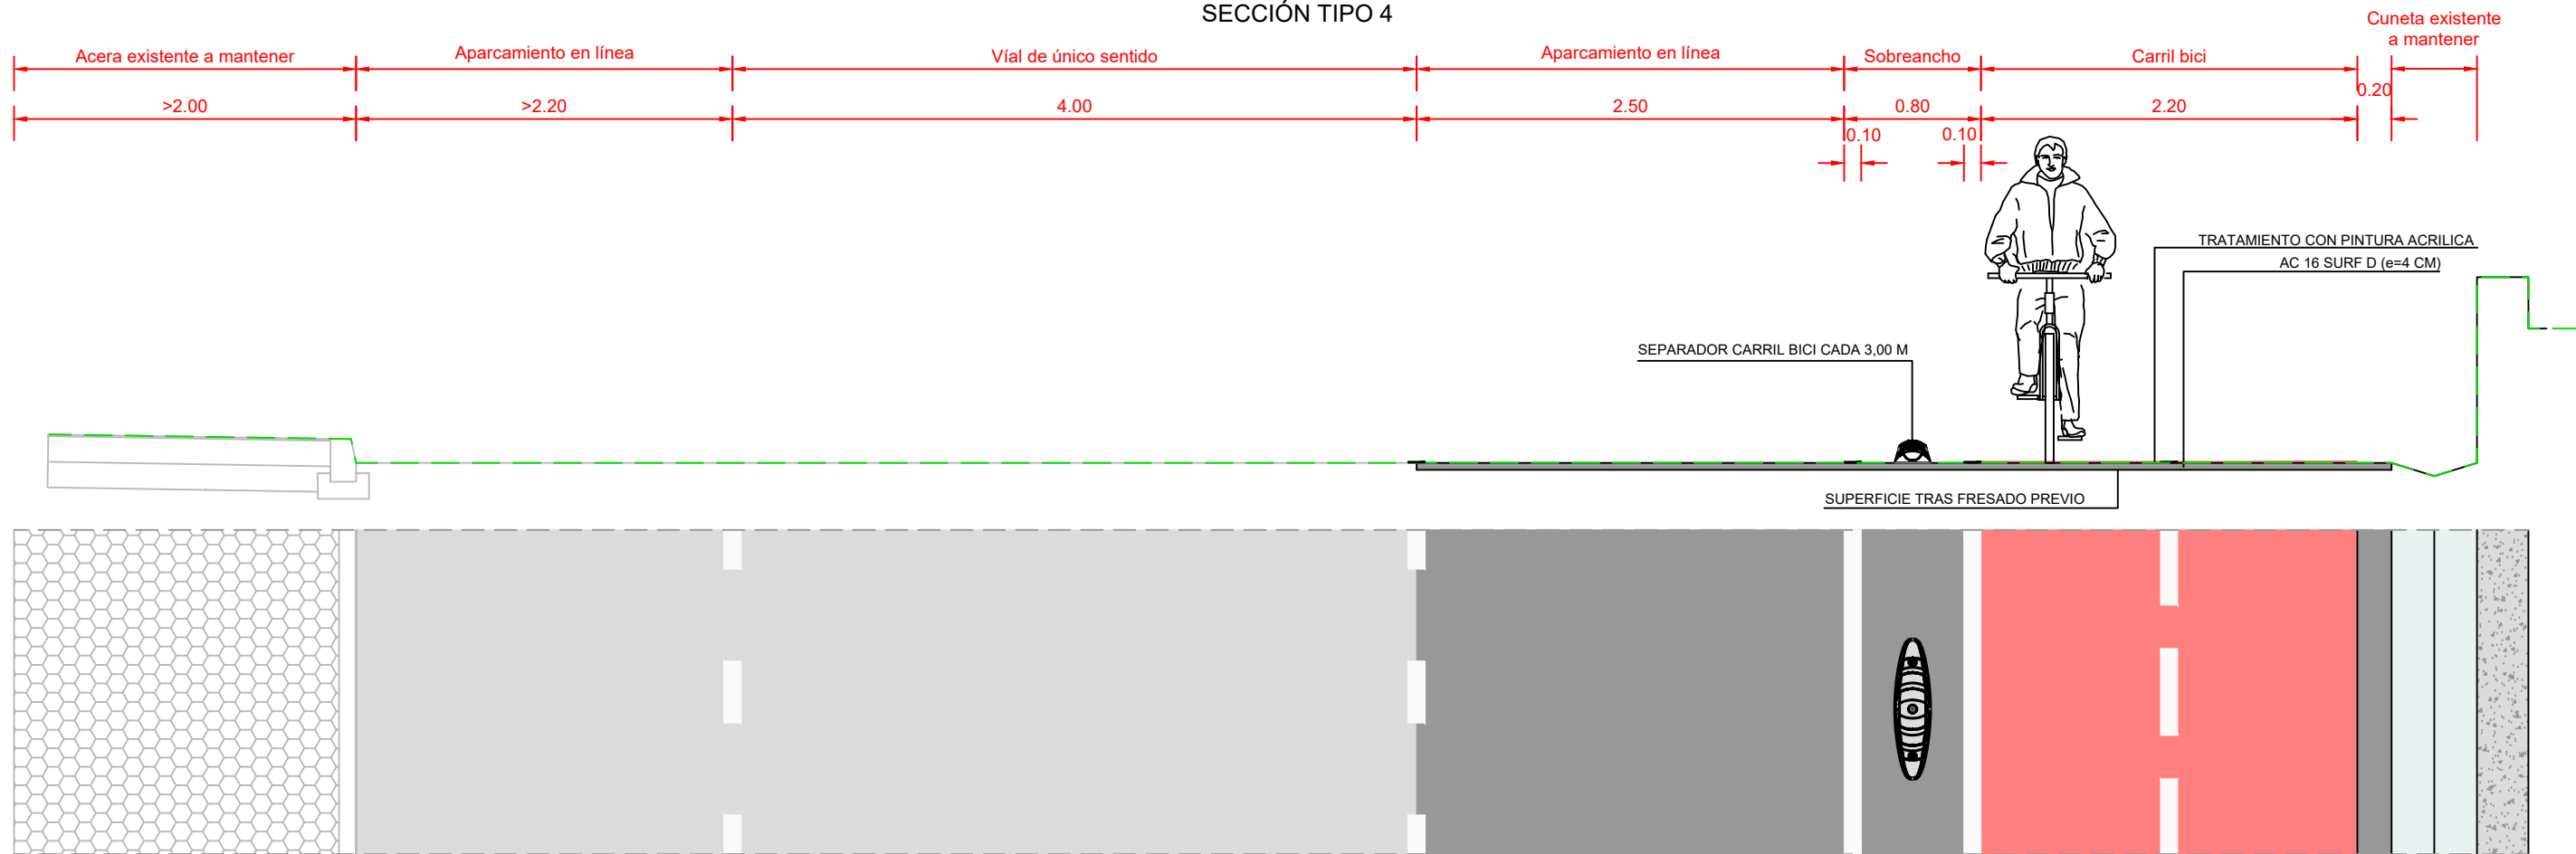 SECCIÓN TIPO 4
Cuneta existente
a mantener
Acera existente a mantener
Aparcamiento en línea
Víal de único sentido
Aparcamiento en línea
Sobreancho
Carril bici
>2.00
>2.20
4.00
2.50
0.80
2.20
0.20
0.10
0.10
TRATAMIENTO CON PINTURA ACRILICA
AC 16 SURF D (e=4 CM)
SEPARADOR CARRIL BICI CADA 3,00 M
SUPERFICIE TRAS FRESADO PREVIO